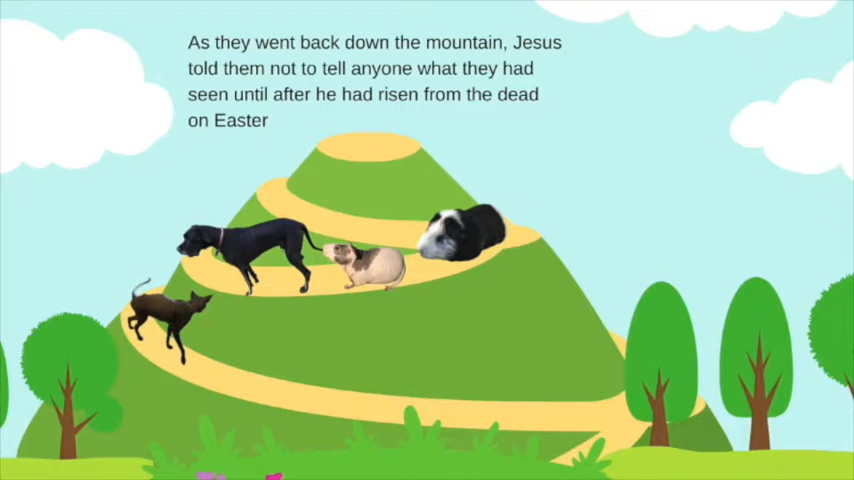 As they went back down the mountain, Jesus
told them not to tell anyone what they had
seen until after he had risen from the dead
on Easter